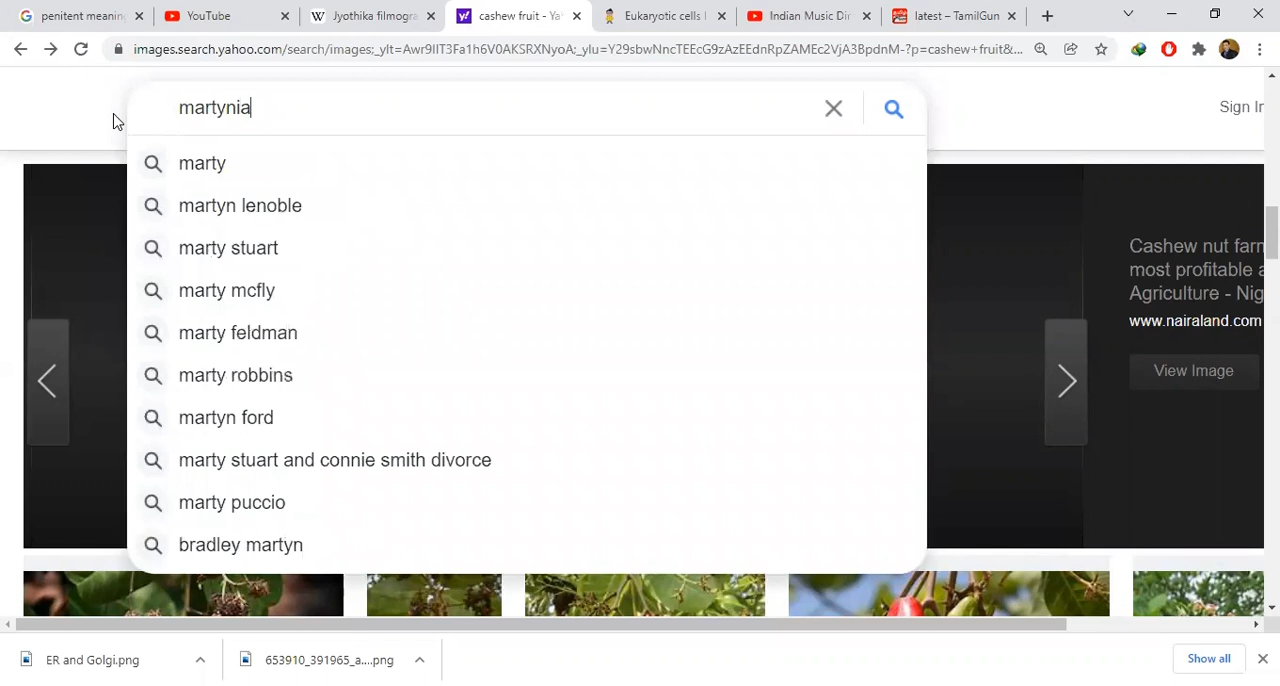 penitent meaning
YouTube
Jyothika filmogra
cashew fruit - Ya
Eukaryotic cells
Indian Music Dir
latest – TamilGun
images.search.yahoo.com/search/images;_ylt=Awr9IIT3Fa1h6V0AKSRXNyoA;_ylu=Y29sbwNncTEEcG9zAzEEdnRpZAMEc2VjA3BpdnM-?p=cashew+fruit&...
martynia
Sign In
marty
martyn lenoble
marty stuart
marty mcfly
marty feldman
marty robbins
martyn ford
marty stuart and connie smith divorce
marty puccio
bradley martyn
Cashew nut farm
most profitable a
Agriculture - Nig
www.nairaland.com
View Image
ER and Golgi.png
653910_391965_a....png
Show all